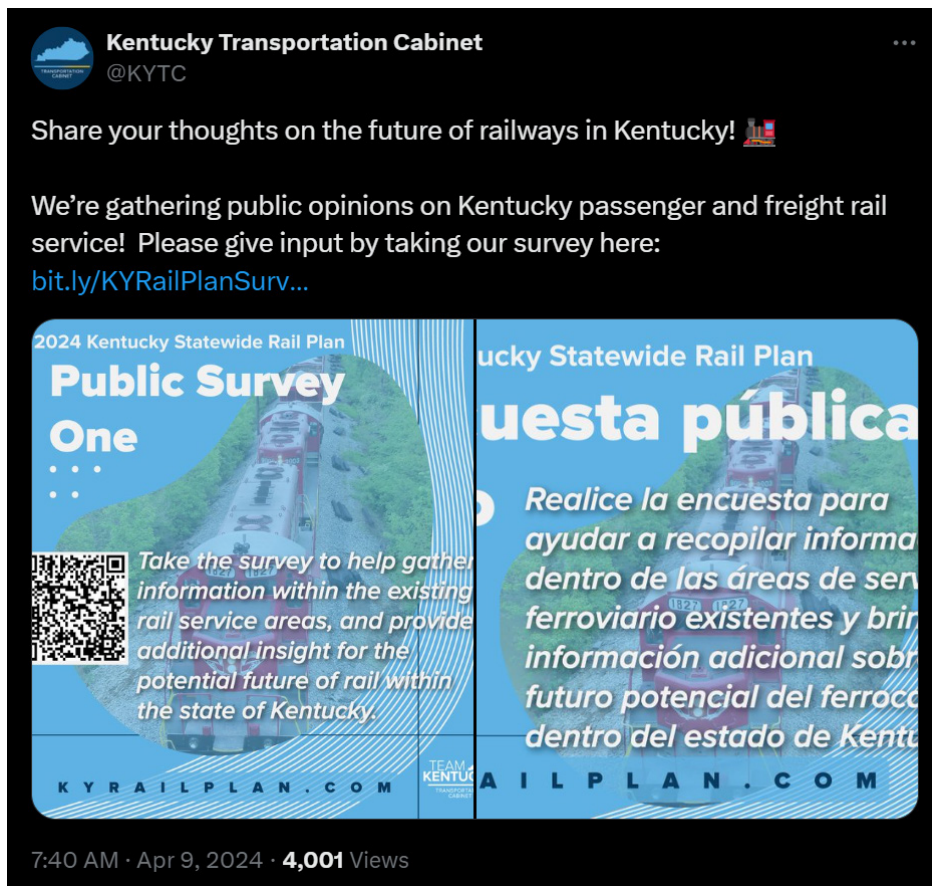 Kentucky Transportation Cabinet
@KYTC
Share your thoughts on the future of railways in Kentucky!
We're gathering public opinions on Kentucky passenger and freight rail
service!  Please give input by taking our survey here:
bit.ly/KYRailPlanSurv...
2024 Kentucky Statewide Rail Plan
Public Survey
One
Take the survey to help gather
information within the existing
rail service areas, and provide
additional insight for the
potential future of rail within
the state of Kentucky.
KYRAILPLAN.COM
TEAM
KENTUC
ucky Statewide Rail Plan
uesta pública
o
Realice la encuesta para
ayudar a recopilar informa
dentro de las áreas de serv
1827 1827
ferroviario existentes y brin
información adicional sobr
futuro potencial del ferroca
dentro del estado de Kentu
AILPLAN.COM
7:40 AM · Apr 9, 2024 · 4,001 Views